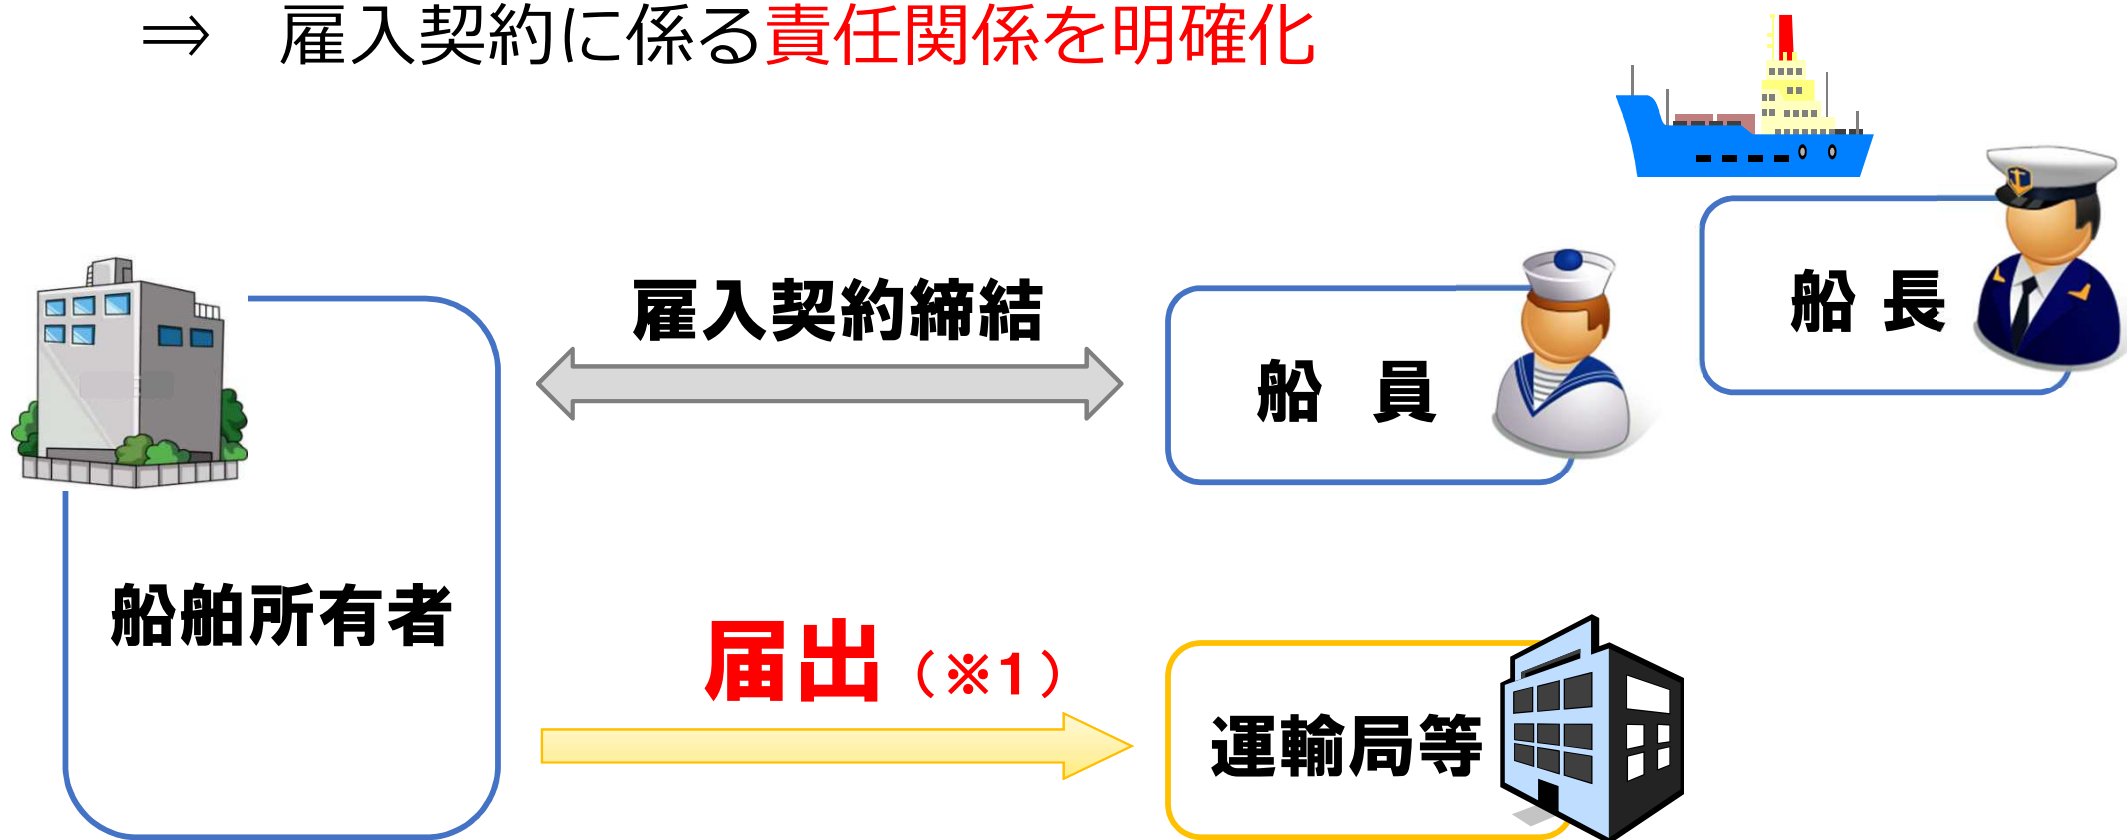 ⇒ 雇入契約に係る責任関係を明確化
船 長
雇入契約締結
船 員
船舶所有者
届出（※１）
運輸局等